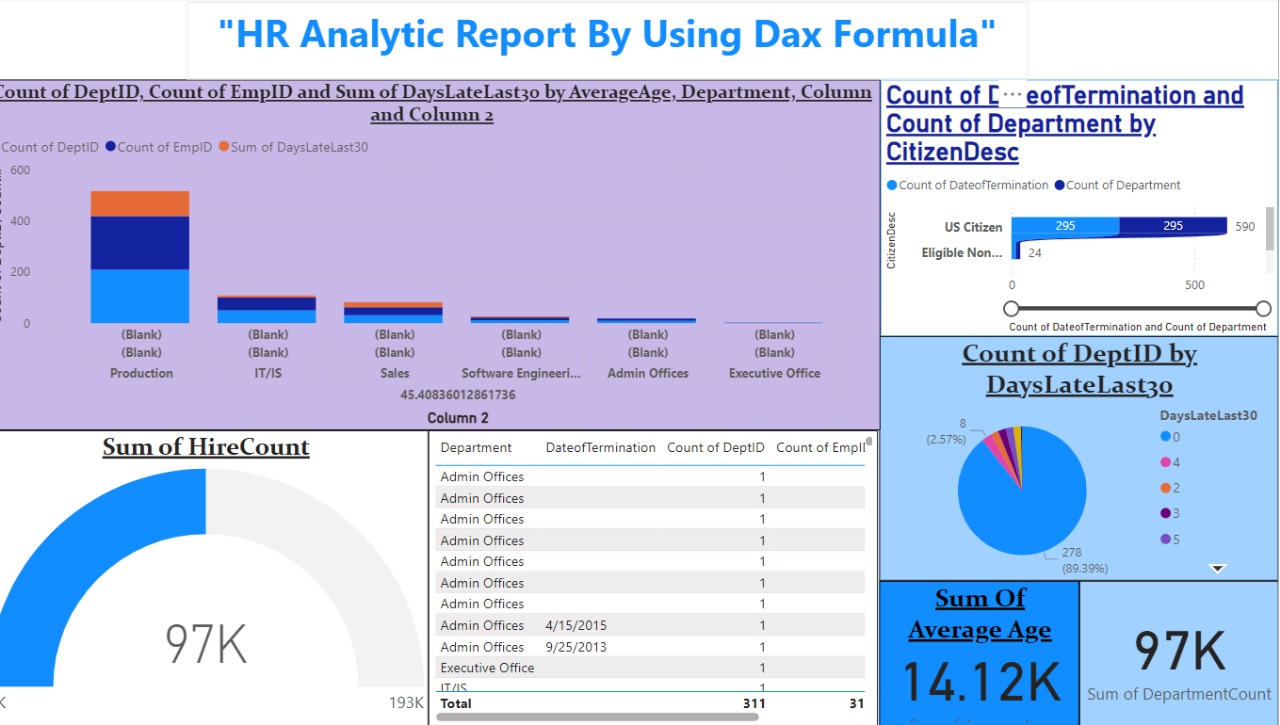 "HR Analytic Report By Using Dax Formula"
Count of DeptID, Count of EmpID and Sum of DaysLateLast30 by AverageAge, Department, Column
and Column 2
Count of DeptID Count of EmpID Sum of DaysLateLast30
600
400
200
0
(Blank) (Blank) (Blank) (Blank) (Blank) (Blank)
(Blank) (Blank) (Blank) (Blank) (Blank) (Blank)
Production IT/IS Sales Software Engineeri... Admin Offices Executive Office
45.40836012861736
Column 2
Count of D ··· eofTermination and
Count of Department by
CitizenDesc
Count of DateofTermination Count of Department
CitizenDesc
US Citizen 295 295 590
Eligible Non... 24
0 500
Count of DateofTermination and Count of Department
Count of DeptID by
DaysLateLast30
DaysLateLast30
0
4
2
3
5
8
(2.57%)
278
(89.39%)
Sum of HireCount
97K
K 193K
Department DateofTermination Count of DeptID Count of EmpI
Admin Offices 1
Admin Offices 1
Admin Offices 1
Admin Offices 1
Admin Offices 1
Admin Offices 1
Admin Offices 1
Admin Offices 4/15/2015 1
Admin Offices 9/25/2013 1
Executive Office 1
IT/IS 1
Total 311 31
Sum Of
Average Age
14.12K
97K
Sum of DepartmentCount